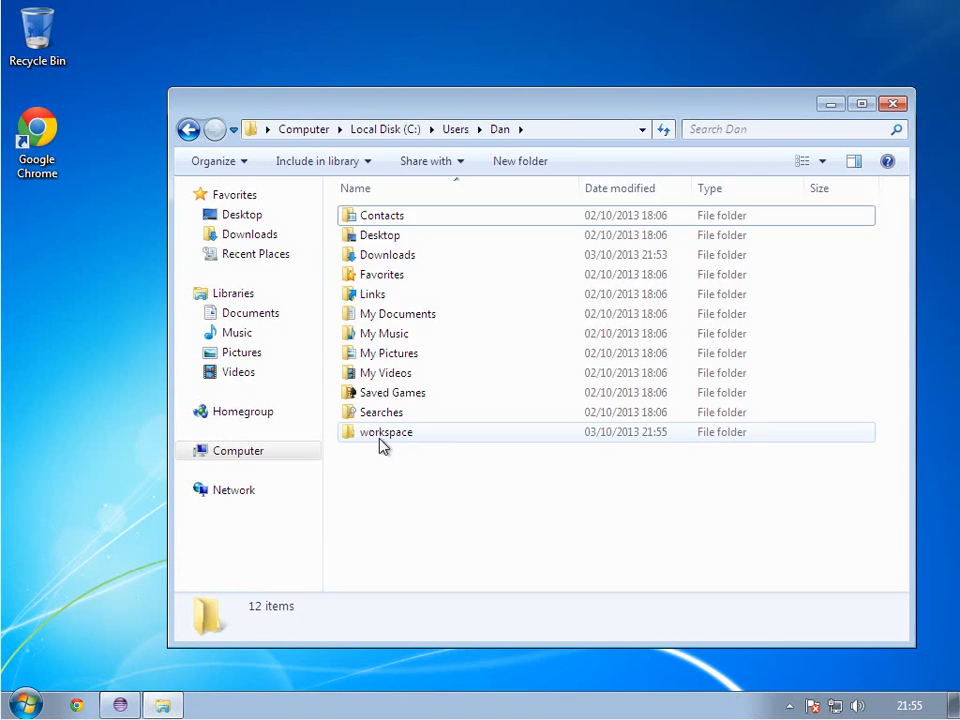 Recycle Bin
Google
Chrome
Computer Local Disk (C:) Users Dan
Search Dan
Organize Include in library Share with New folder
Name Date modified Type Size
Favorites
Desktop
Downloads
Recent Places
Libraries
Documents
Music
Pictures
Videos
Homegroup
Computer
Network
Contacts 02/10/2013 18:06 File folder
Desktop 02/10/2013 18:06 File folder
Downloads 03/10/2013 21:53 File folder
Favorites 02/10/2013 18:06 File folder
Links 02/10/2013 18:06 File folder
My Documents 02/10/2013 18:06 File folder
My Music 02/10/2013 18:06 File folder
My Pictures 02/10/2013 18:06 File folder
My Videos 02/10/2013 18:06 File folder
Saved Games 02/10/2013 18:06 File folder
Searches 02/10/2013 18:06 File folder
workspace 03/10/2013 21:55 File folder
12 items
21:55